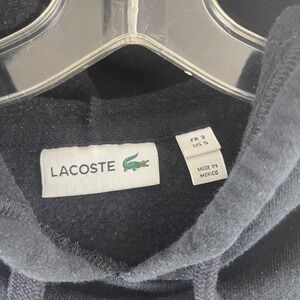 LACOSTE
FR 3
US S
MADE IN
MEXICO